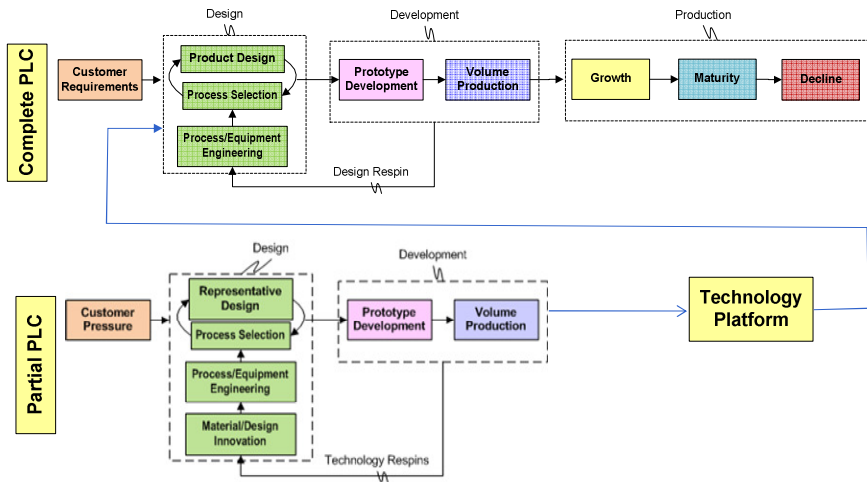 Design
Development
Production
Complete PLC
Customer
Requirements
Product Design
Process Selection
Process/Equipment
Engineering
Prototype
Development
Volume
Production
Growth
Maturity
Decline
Design Respin
Design
Development
Partial PLC
Customer
Pressure
Representative
Design
Process Selection
Process/Equipment
Engineering
Material/Design
Innovation
Prototype
Development
Volume
Production
Technology
Platform
Technology Respins